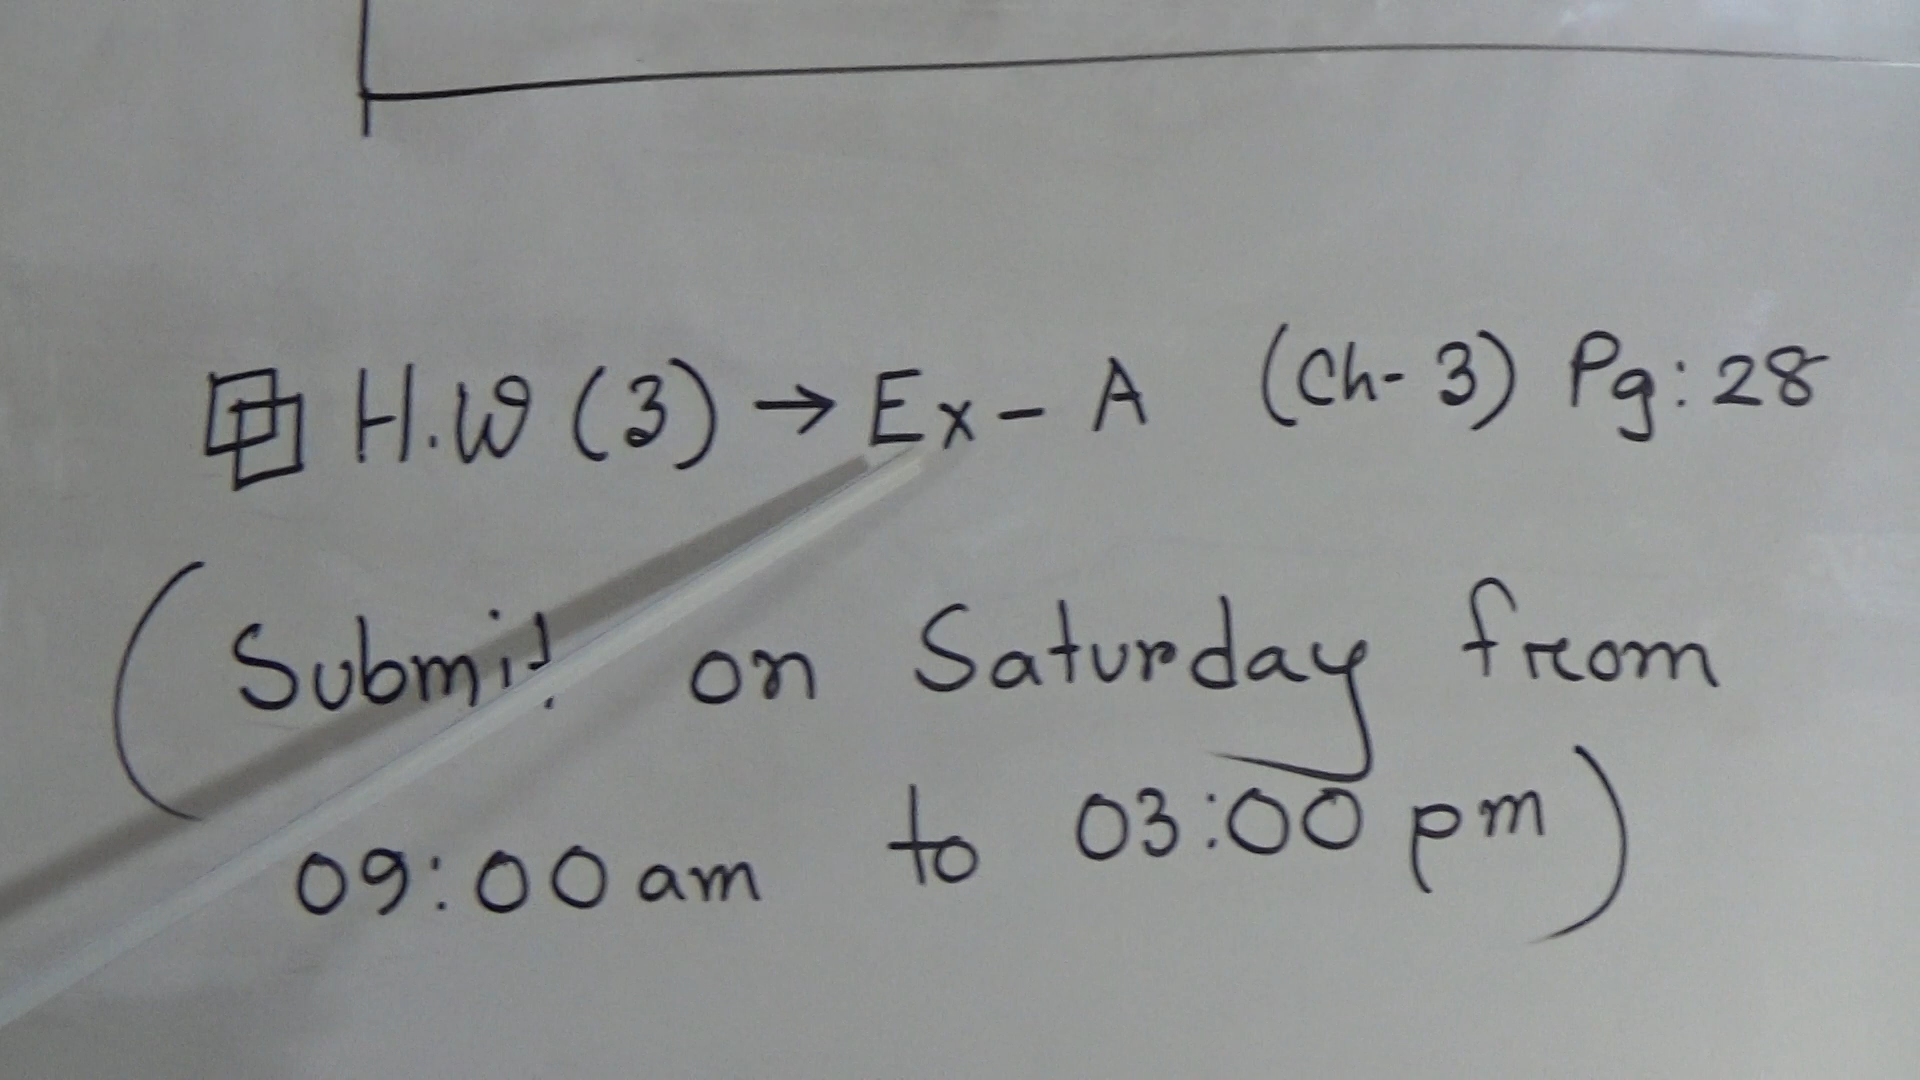 H.W (3) → Ex - A (Ch- 3) Pg: 28
(Submit on Saturday from
09:00 am to 03:00 pm)